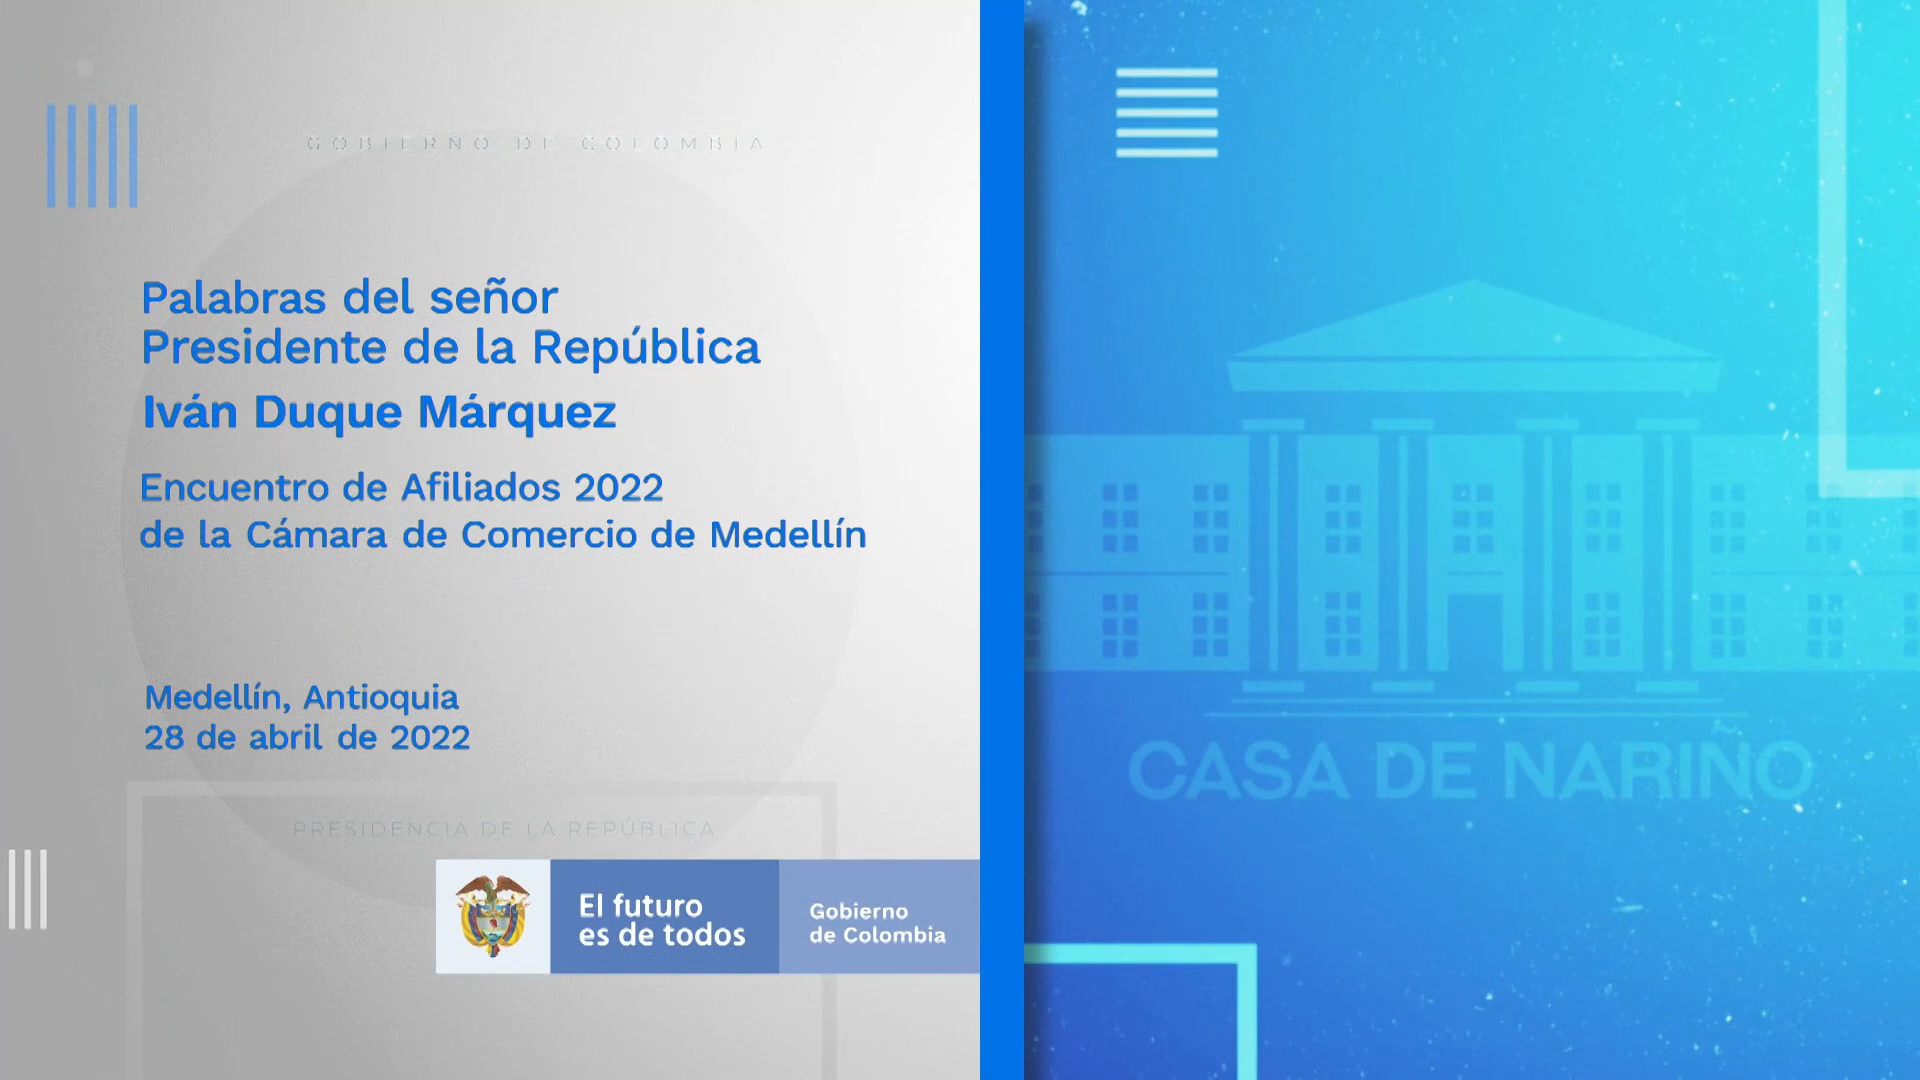 GOBIERNO DE COLOMBIA
Palabras del señor
Presidente de la República
Iván Duque Márquez
Encuentro de Afiliados 2022
de la Cámara de Comercio de Medellín
Medellín, Antioquia
28 de abril de 2022
PRESIDENCIA DE LA REPÚBLICA
El futuro
es de todos
Gobierno
de Colombia
CASA DE NARIÑO